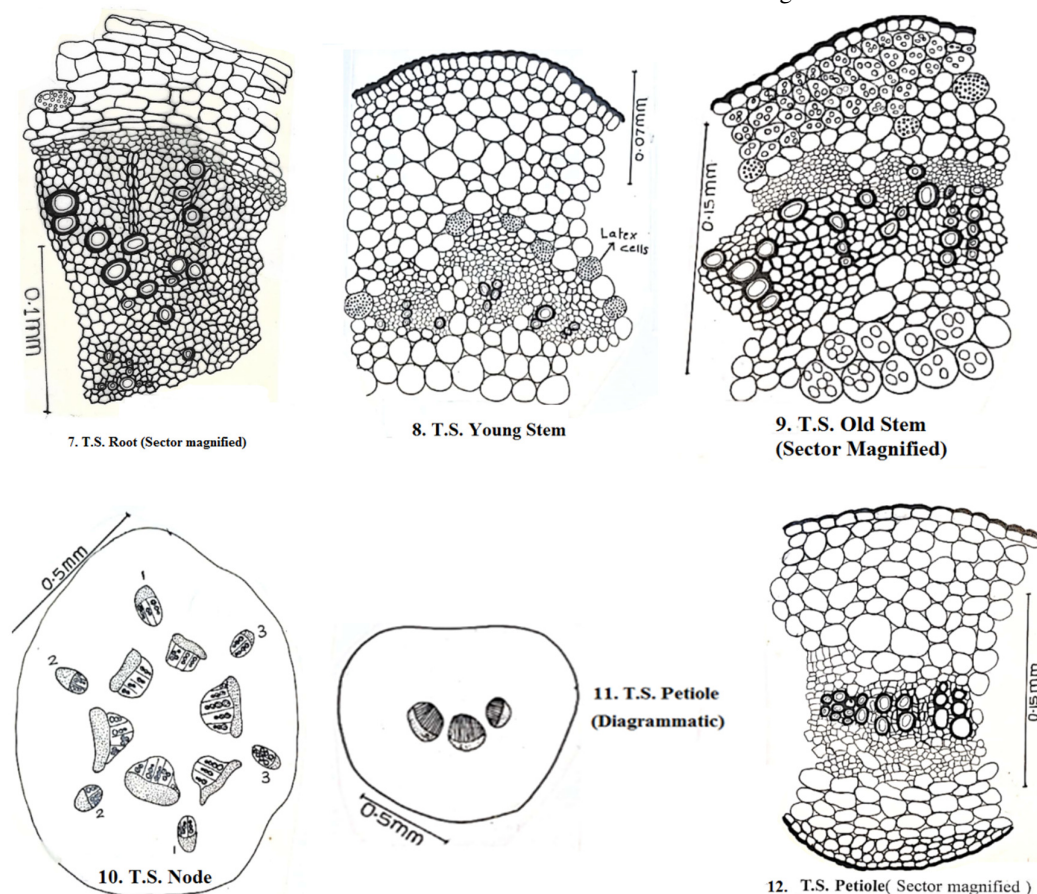 0.1mm
7. T.S. Root (Sector magnified)
0.07mm
Latex
cells
8. T.S. Young Stem
0.15mm
9. T.S. Old Stem
(Sector Magnified)
0.5mm
1
2
3
3
2
1
10. T.S. Node
11. T.S. Petiole
(Diagrammatic)
0.5mm
0.15mm
12. T.S. Petiole( Sector magnified )